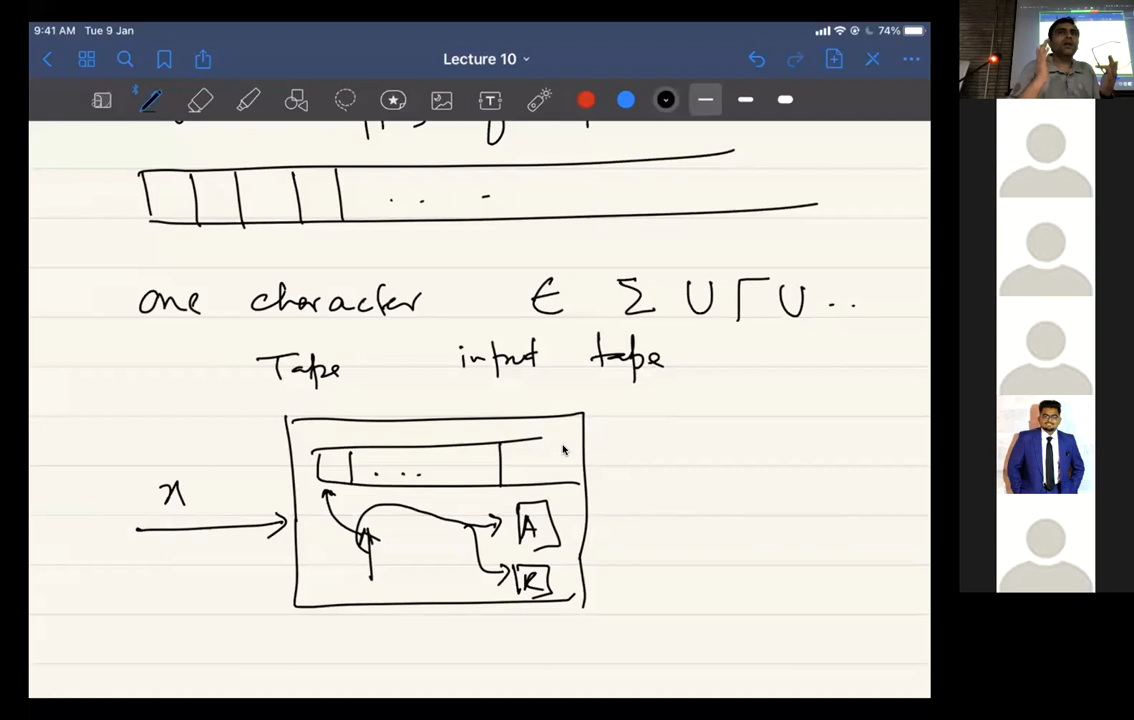 9:41 AM Tue 9 Jan 74%
Lecture 10
T
. . -
one character ∈ Σ ∪ Γ ∪ ..
Tape input tape
. . .
x
A
R